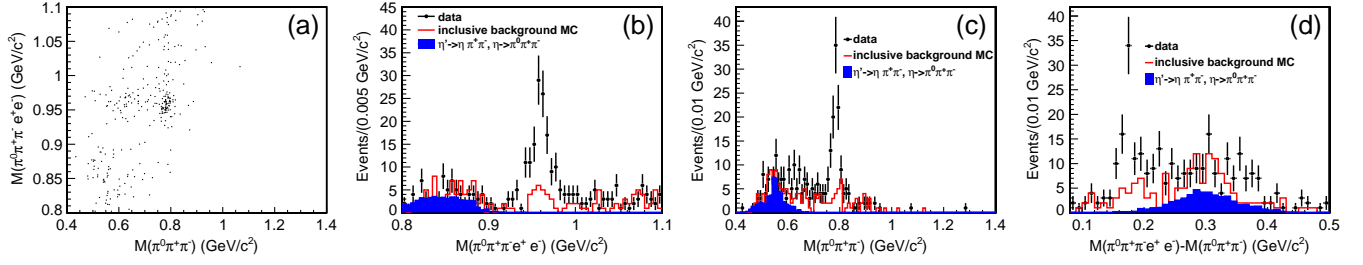 (a)
M(π⁰π⁺π⁻ e⁺ e⁻) (GeV/c²)
1.1
1.05
1
0.95
0.9
0.85
0.8
0.4 0.6 0.8 1 1.2 1.4
M(π⁰π⁺π⁻) (GeV/c²)
(b)
data
inclusive background MC
η'->η π⁺π⁻, η->π⁰π⁺π⁻
Events/(0.005 GeV/c²)
45
40
35
30
25
20
15
10
5
0
0.8 0.9 1 1.1
M(π⁰π⁺π⁻e⁺ e⁻) (GeV/c²)
(c)
data
inclusive background MC
η'->η π⁺π⁻, η->π⁰π⁺π⁻
Events/(0.01 GeV/c²)
40
35
30
25
20
15
10
5
0
0.4 0.6 0.8 1 1.2 1.4
M(π⁰π⁺π⁻) (GeV/c²)
(d)
data
inclusive background MC
η'->η π⁺π⁻, η->π⁰π⁺π⁻
Events/(0.01 GeV/c²)
40
35
30
25
20
15
10
5
0
0.1 0.2 0.3 0.4 0.5
M(π⁰π⁺π⁻e⁺ e⁻)-M(π⁰π⁺π⁻) (GeV/c²)